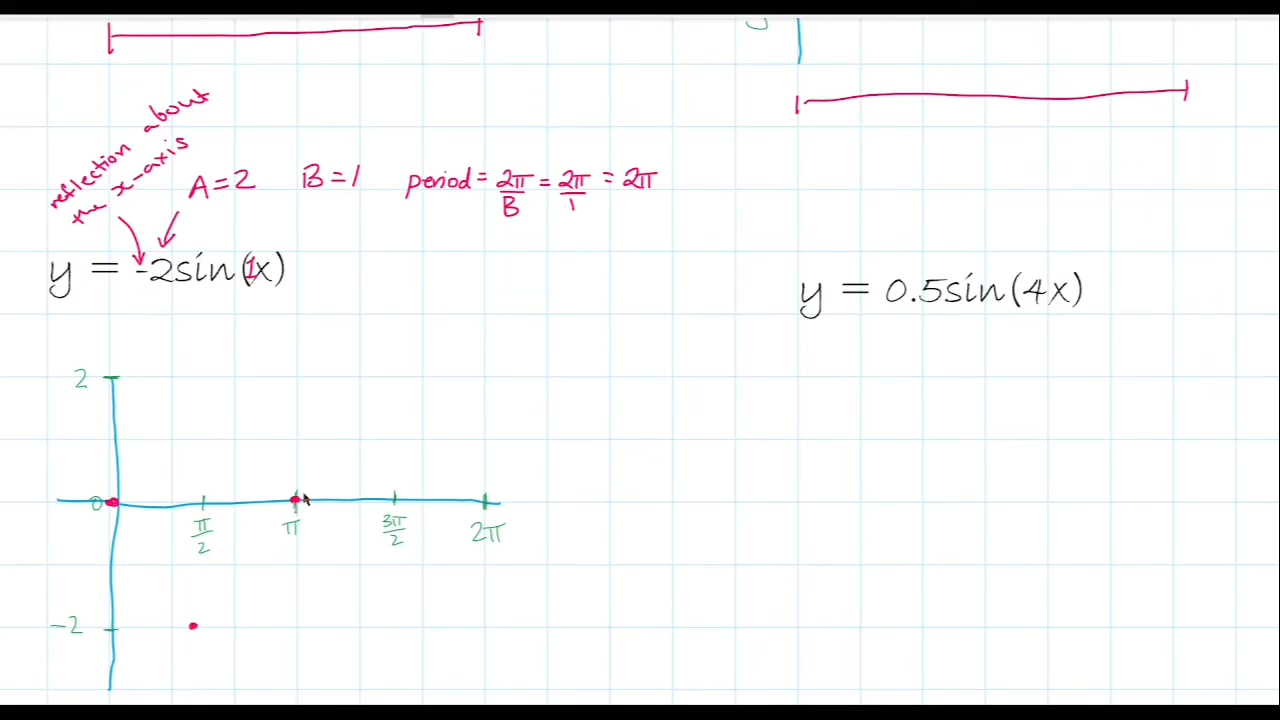 y
reflection about
the x-axis
A=2 B=1 period = 2π/B = 2π/1 = 2π
y = -2sin(1x)
y = 0.5sin(4x)
2
0
π/2 π 3π/2 2π
-2